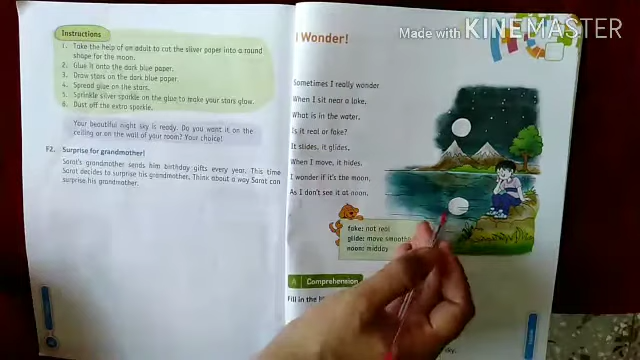 Made with KINEMASTER
Instructions
1. Take the help of an adult to cut the silver paper into a round
shape for the moon.
2. Glue it onto the dark blue paper.
3. Draw stars on the dark blue paper.
4. Spread glue on the stars.
5. Sprinkle silver sparkle on the glue to make your stars glow.
6. Dust off the extra sparkle.
Your beautiful night sky is ready. Do you want it on the
ceiling or on the wall of your room? Your choice!
F2. Surprise for grandmother!
Sarat's grandmother sends him birthday gifts every year. This time
Sarat decides to surprise his grandmother. Think about a way Sarat can
surprise his grandmother.
I Wonder!
Sometimes I really wonder
When I sit near a lake.
What is in the water.
Is it real or fake?
It slides, it glides.
When I move, it hides.
I wonder if it's the moon.
As I don't see it at noon.
fake: not real
glide: move smooth
noon: midday
A Comprehension
Fill in the
sky.